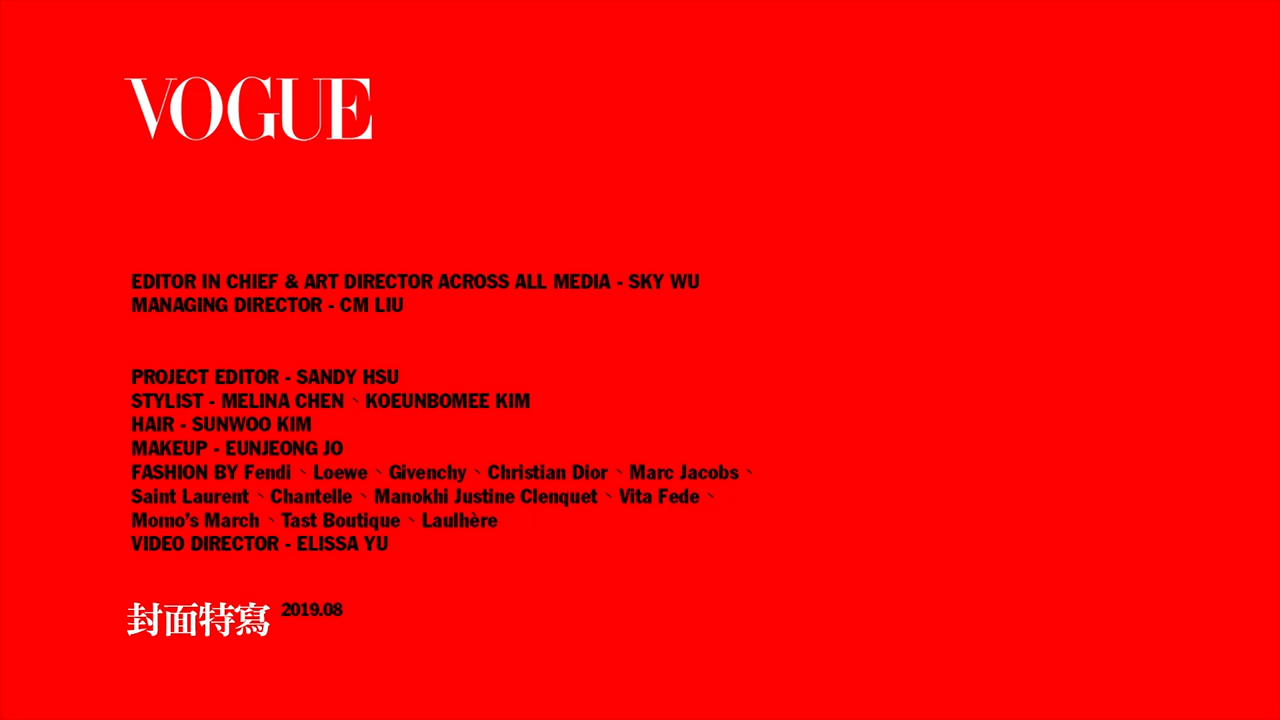 VOGUE
EDITOR IN CHIEF & ART DIRECTOR ACROSS ALL MEDIA - SKY WU
MANAGING DIRECTOR - CM LIU
PROJECT EDITOR - SANDY HSU
STYLIST - MELINA CHEN、KOEUNBOMEE KIM
HAIR - SUNWOO KIM
MAKEUP - EUNJEONG JO
FASHION BY Fendi、Loewe、Givenchy、Christian Dior、Marc Jacobs、
Saint Laurent、Chantelle、Manokhi Justine Clenquet、Vita Fede、
Momo’s March、Tast Boutique、Laulhère
VIDEO DIRECTOR - ELISSA YU
封面特寫 2019.08